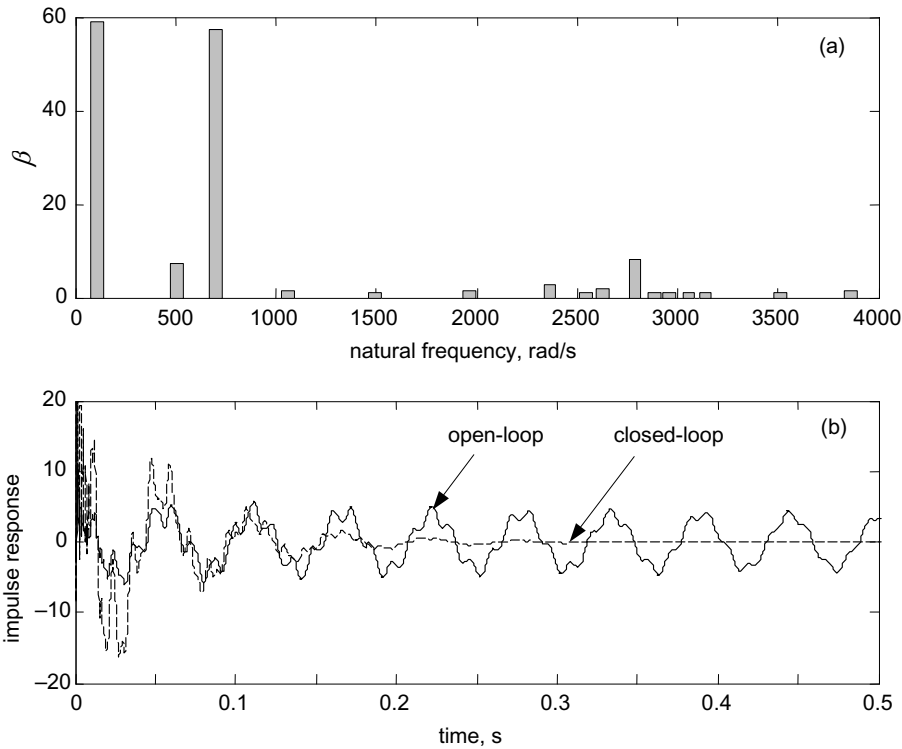 60
(a)
40
β
20
0
0 500 1000 1500 2000 2500 3000 3500 4000
natural frequency, rad/s
20
(b)
open-loop closed-loop
10
impulse response
0
–10
–20
0 0.1 0.2 0.3 0.4 0.5
time, s